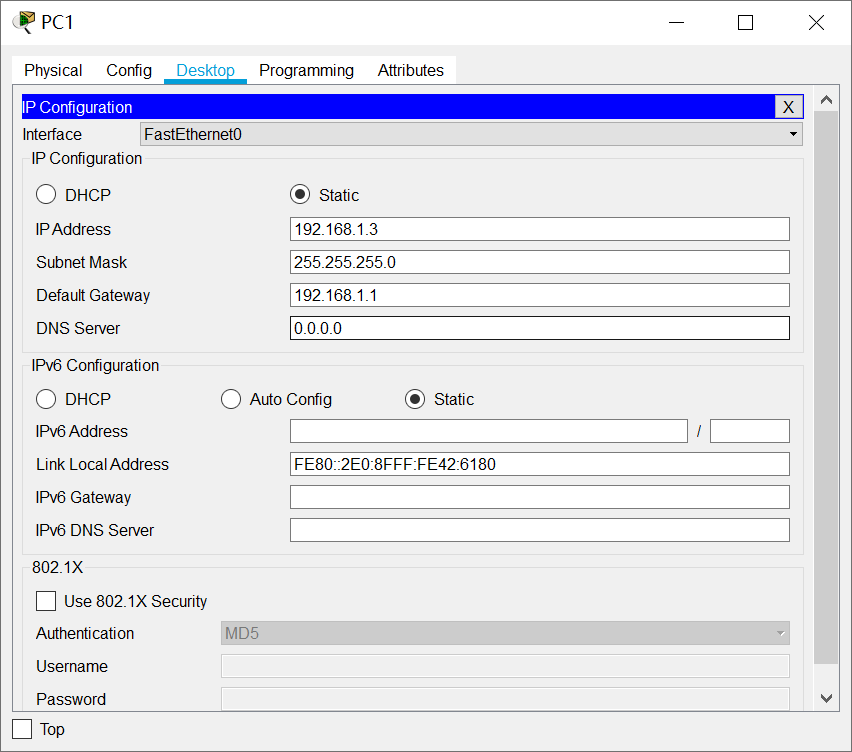 PC1
Physical Config Desktop Programming Attributes
IP Configuration X
Interface FastEthernet0
IP Configuration
DHCP Static
IP Address 192.168.1.3
Subnet Mask 255.255.255.0
Default Gateway 192.168.1.1
DNS Server 0.0.0.0
IPv6 Configuration
DHCP Auto Config Static
IPv6 Address /
Link Local Address FE80::2E0:8FFF:FE42:6180
IPv6 Gateway
IPv6 DNS Server
802.1X
Use 802.1X Security
Authentication MD5
Username
Password
Top